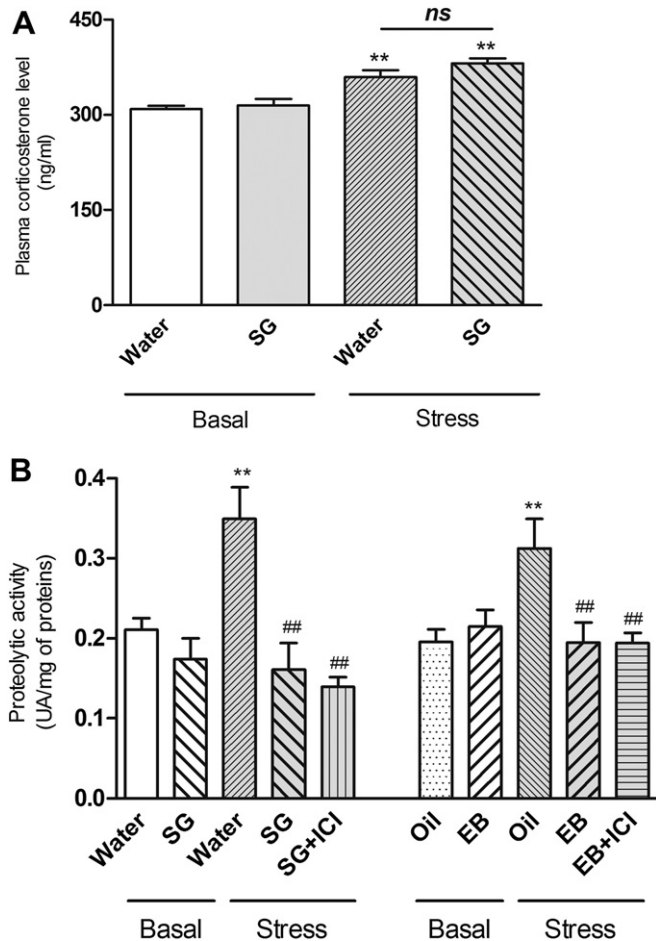 A
Plasma corticosterone level
(ng/ml)
450
300
150
0
ns
**
**
Water
SG
Water
SG
Basal
Stress
B
Proteolytic activity
(UA/mg of proteins)
0.4
0.3
0.2
0.1
0.0
**
##
##
**
##
##
Water
SG
Water
SG
SG+ICI
Oil
EB
Oil
EB
EB+ICI
Basal
Stress
Basal
Stress